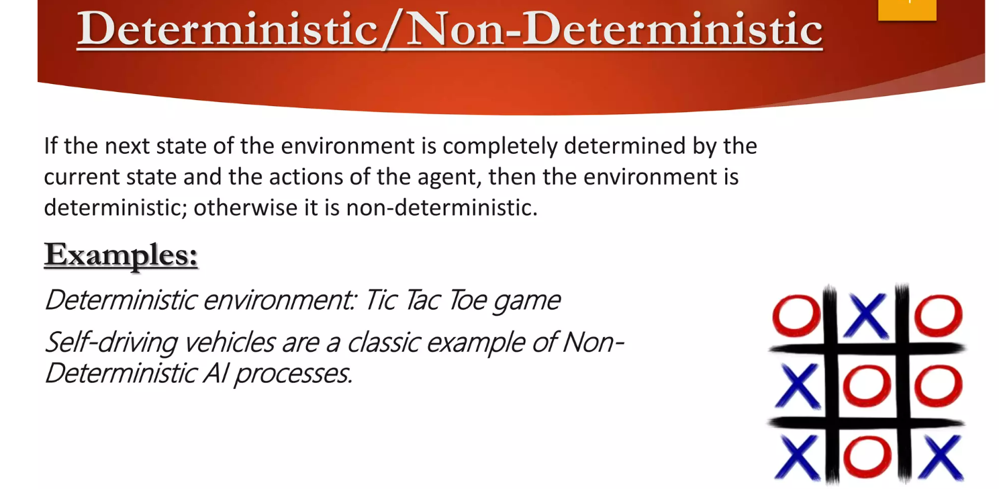 Deterministic/Non-Deterministic
If the next state of the environment is completely determined by the
current state and the actions of the agent, then the environment is
deterministic; otherwise it is non-deterministic.
Examples:
Deterministic environment: Tic Tac Toe game
Self-driving vehicles are a classic example of Non-
Deterministic AI processes.
O X O
X O O
X O X